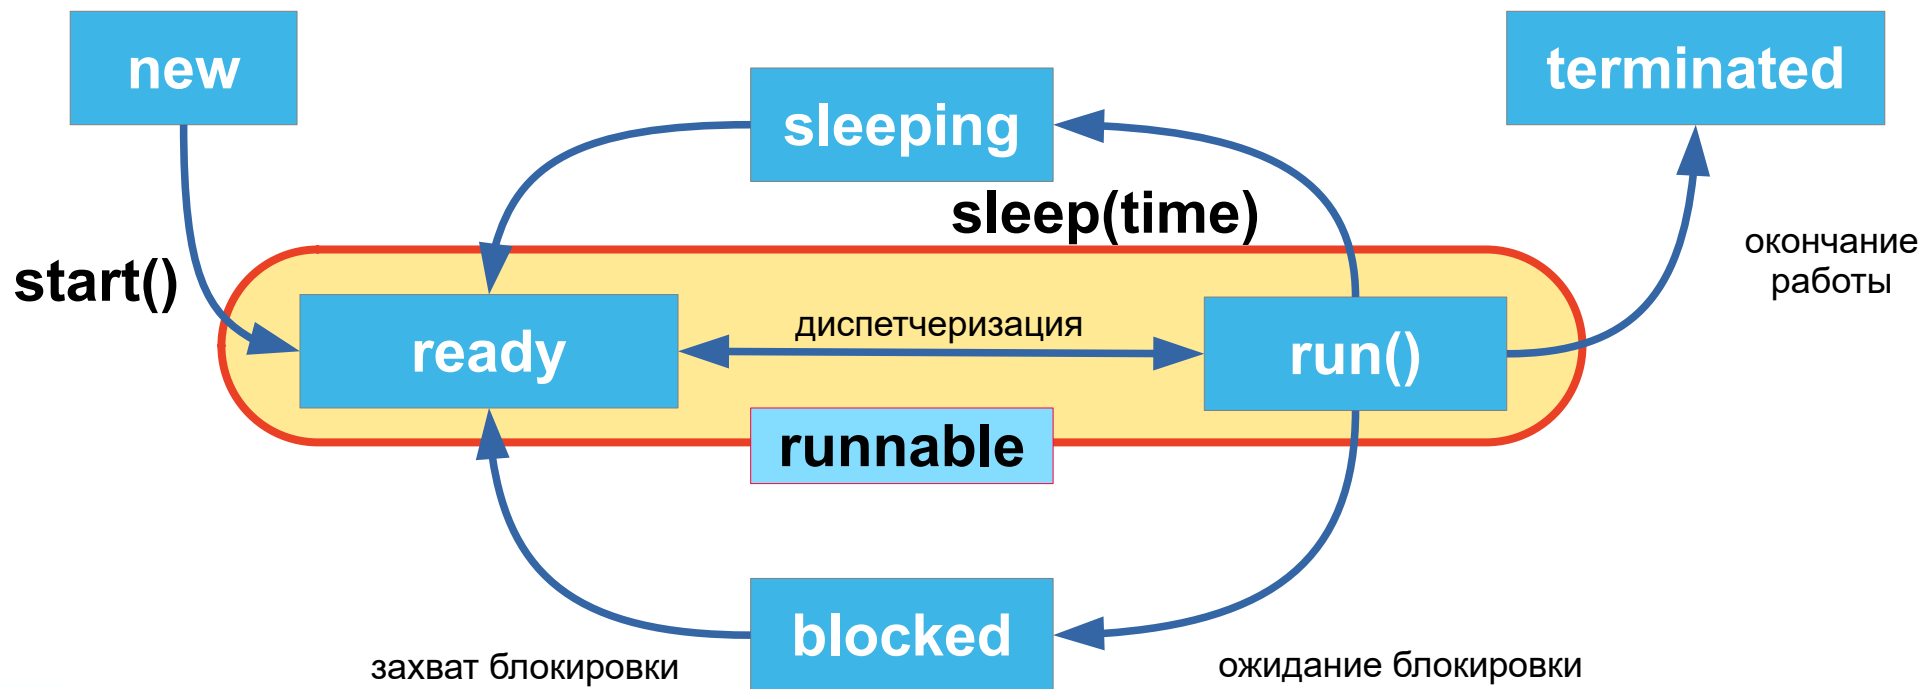 new
terminated
sleeping
sleep(time)
окончание
работы
start()
диспетчеризация
ready
run()
runnable
blocked
захват блокировки
ожидание блокировки